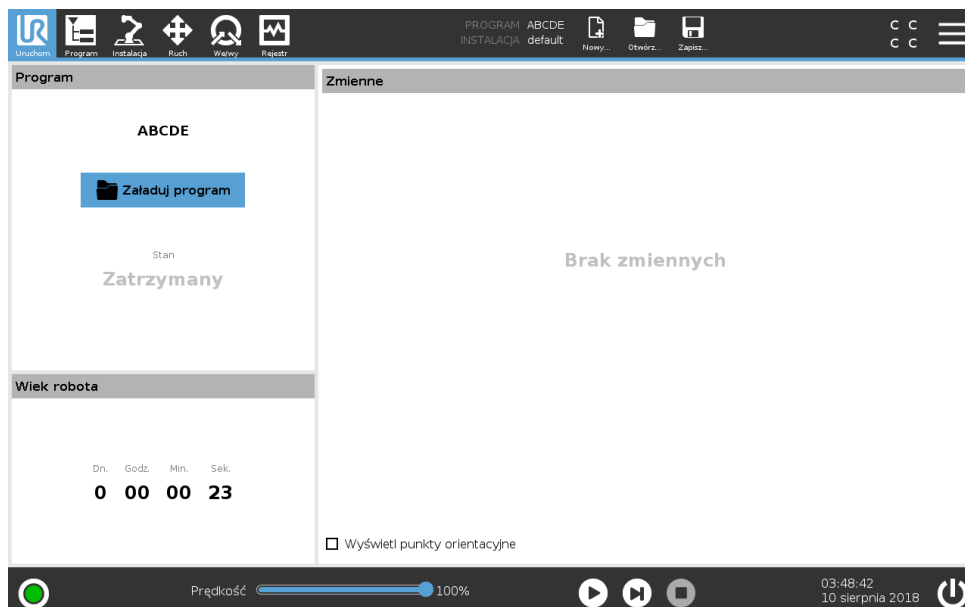 UR
PROGRAM ABCDE
INSTALACJA default
C C
C C
Uruchom Program Instalacja Ruch We/wy Rejestr Nowy... Otwórz... Zapisz...
Program
Zmienne
ABCDE
Załaduj program
Stan
Zatrzymany
Brak zmiennych
Wiek robota
Dn. Godz. Min. Sek.
0 00 00 23
Wyświetl punkty orientacyjne
Prędkość 100%
03:48:42
10 sierpnia 2018